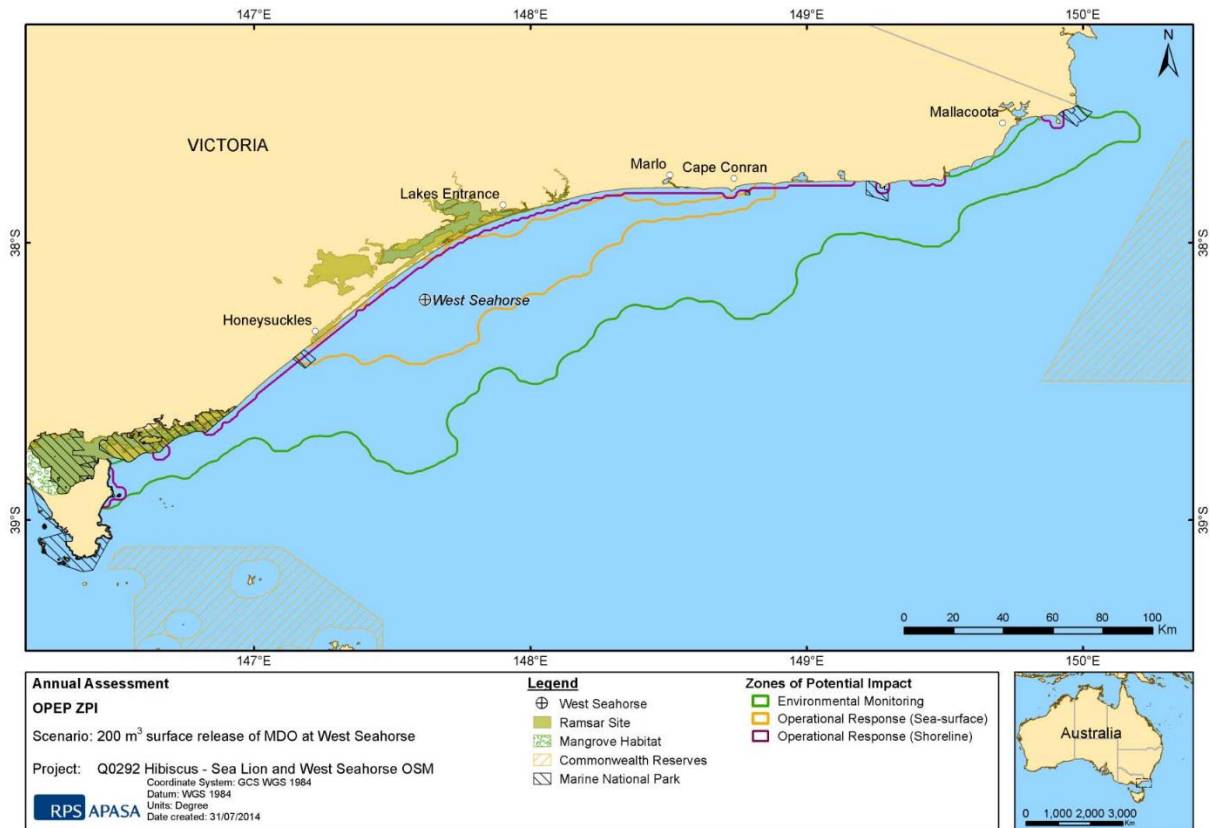 147°E 148°E 149°E 150°E
N
Mallacoota
VICTORIA
Marlo Cape Conran
Lakes Entrance
38°S 38°S
West Seahorse
Honeysuckles
39°S 39°S
0 20 40 60 80 100
Km
147°E 148°E 149°E 150°E
Annual Assessment
OPEP ZPI
Scenario: 200 m³ surface release of MDO at West Seahorse
Project: Q0292 Hibiscus - Sea Lion and West Seahorse OSM
Coordinate System: GCS WGS 1984
Datum: WGS 1984
Units: Degree
Date created: 31/07/2014
RPS APASA
Legend
West Seahorse
Ramsar Site
Mangrove Habitat
Commonwealth Reserves
Marine National Park
Zones of Potential Impact
Environmental Monitoring
Operational Response (Sea-surface)
Operational Response (Shoreline)
Australia
0 1,000 2,000 3,000
Km